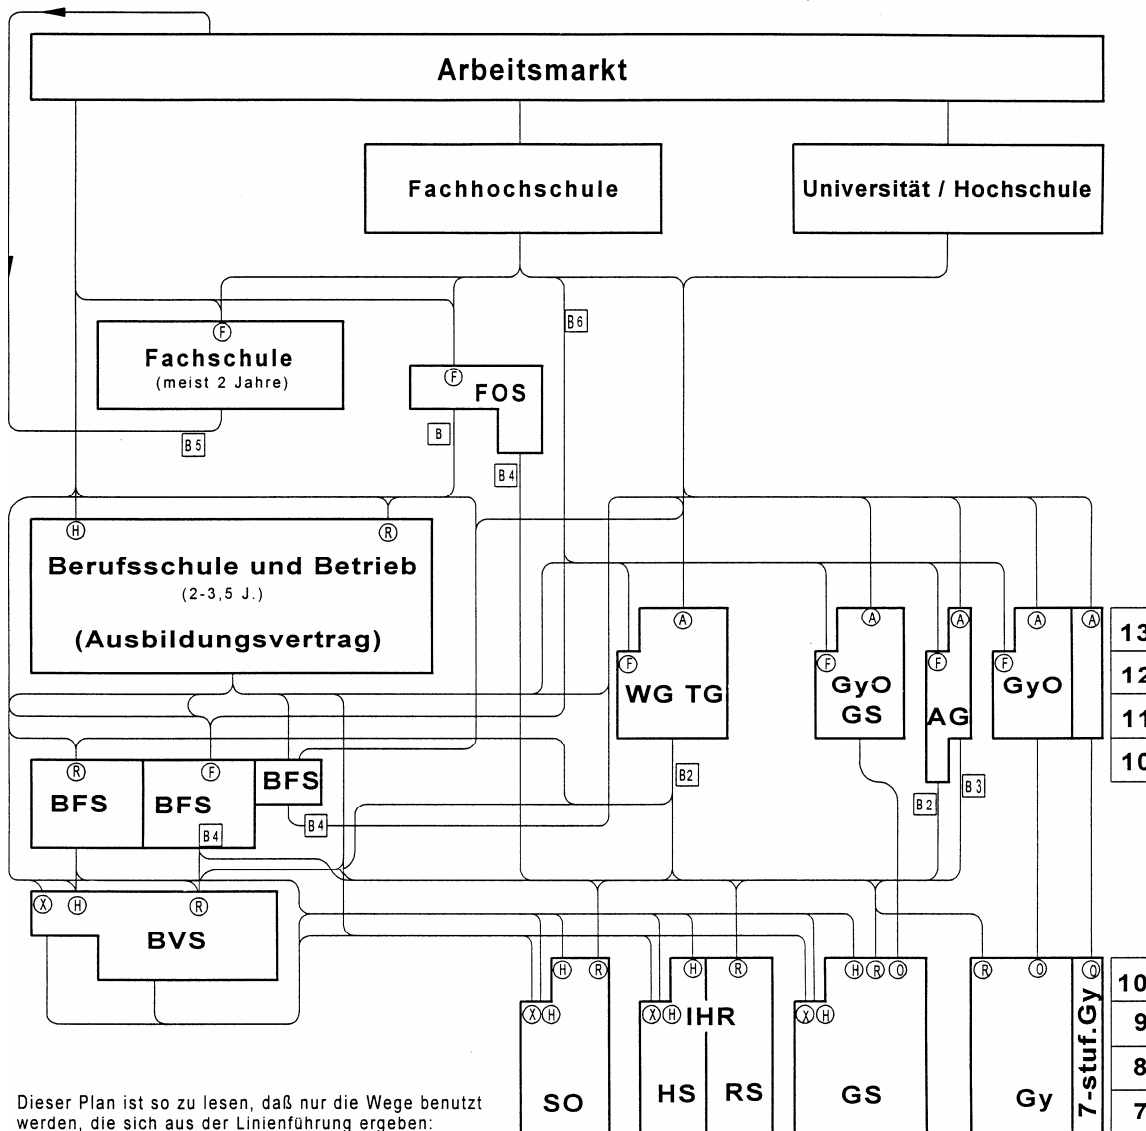 Arbeitsmarkt
Fachhochschule
Universität / Hochschule
B6
F
Fachschule
(meist 2 Jahre)
F
FOS
B5
B
B4
H
R
Berufsschule und Betrieb
(2-3,5 J.)
(Ausbildungsvertrag)
A
A
A
A
A
13
F
F
F
F
12
WG TG
GyO
GS
AG
GyO
11
10
R
F
BFS
BFS
BFS
B4
B4
B2
B2
B3
X
H
R
BVS
H
R
H
R
H
R
O
R
O
O
10
X
H
X
H
IHR
X
H
9
8
SO
HS
RS
GS
Gy
7-stuf.Gy
7
Dieser Plan ist so zu lesen, daß nur die Wege benutzt
werden, die sich aus der Linienführung ergeben: